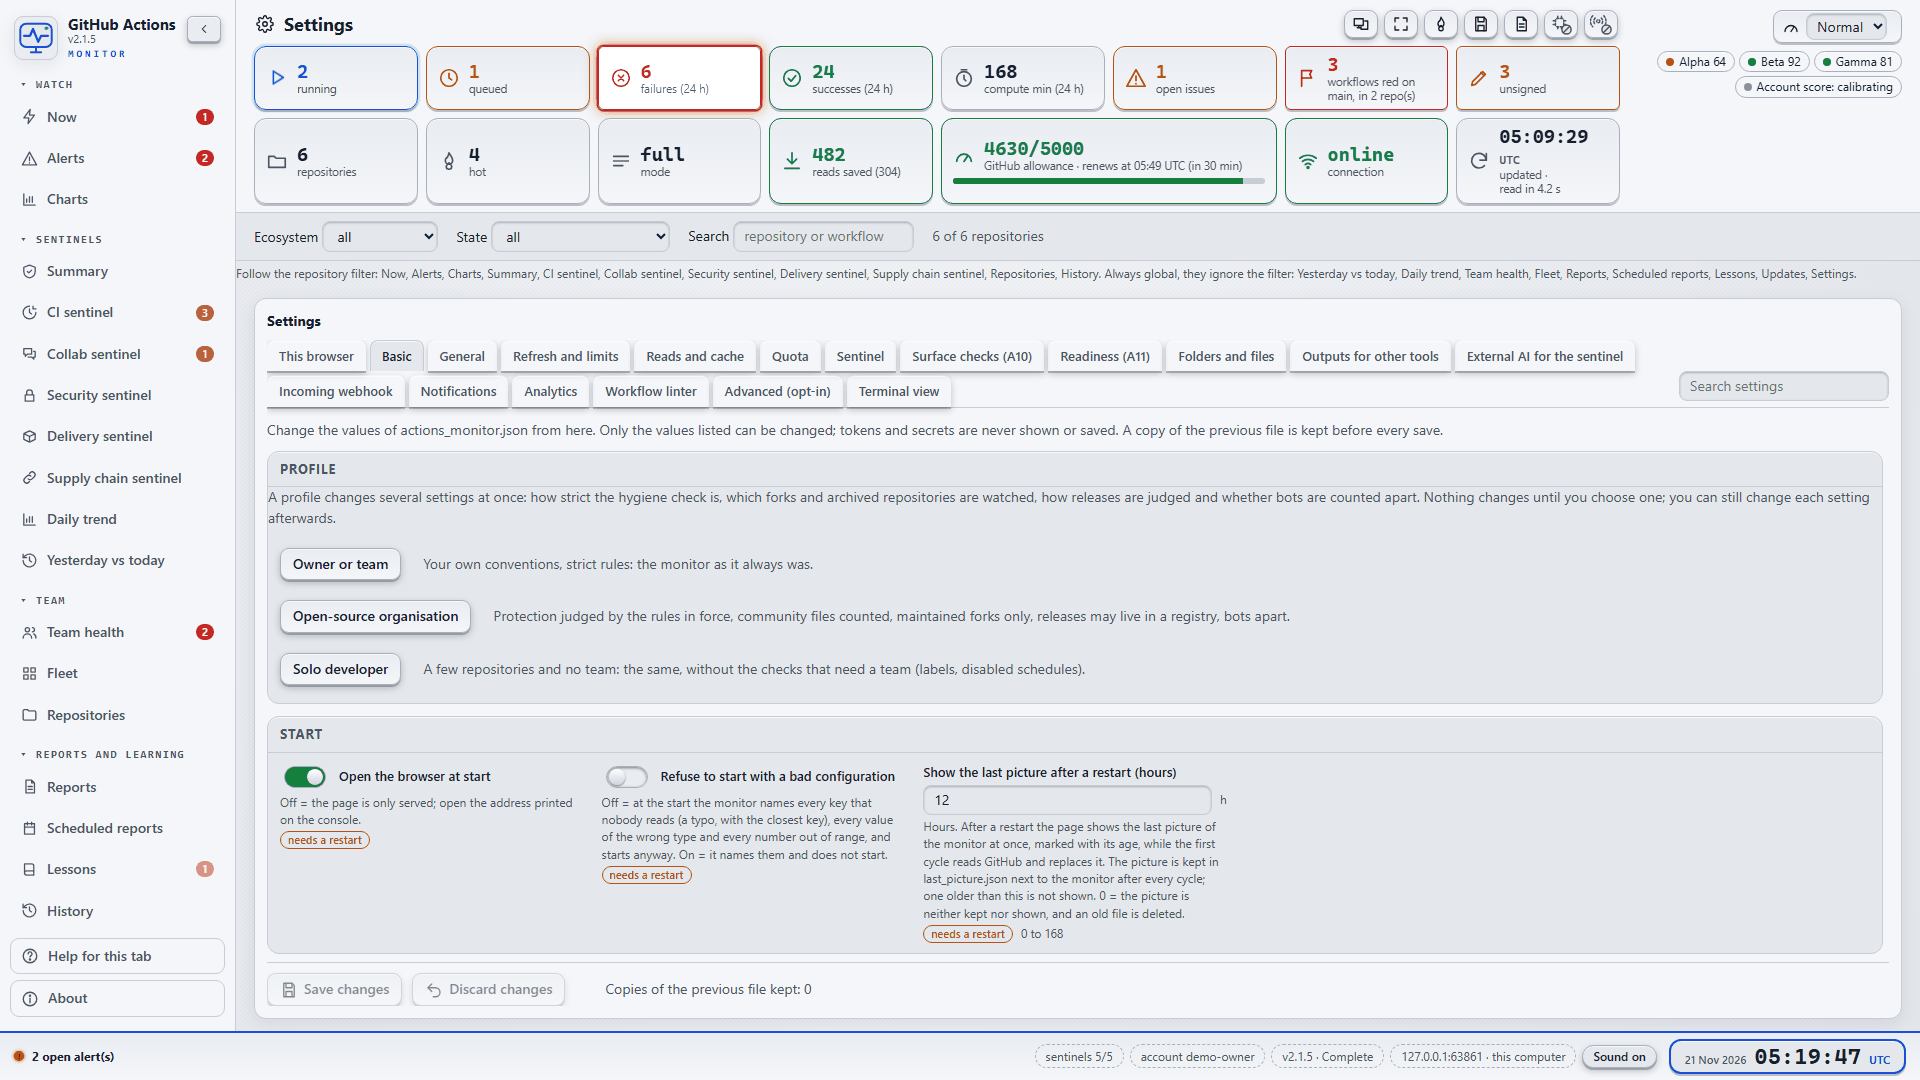 GitHub Actions
v2.1.5
MONITOR
WATCH
Now 1
Alerts 2
Charts
SENTINELS
Summary
CI sentinel 3
Collab sentinel 1
Security sentinel
Delivery sentinel
Supply chain sentinel
Daily trend
Yesterday vs today
TEAM
Team health 2
Fleet
Repositories
REPORTS AND LEARNING
Reports
Scheduled reports
Lessons 1
History
Help for this tab
About
Settings
Normal
2
running
1
queued
6
failures (24 h)
24
successes (24 h)
168
compute min (24 h)
1
open issues
3
workflows red on
main, in 2 repo(s)
3
unsigned
Alpha 64
Beta 92
Gamma 81
Account score: calibrating
6
repositories
4
hot
full
mode
482
reads saved (304)
4630/5000
GitHub allowance · renews at 05:49 UTC (in 30 min)
online
connection
05:09:29
UTC
updated ·
read in 4.2 s
Ecosystem all State all Search repository or workflow 6 of 6 repositories
Follow the repository filter: Now, Alerts, Charts, Summary, CI sentinel, Collab sentinel, Security sentinel, Delivery sentinel, Supply chain sentinel, Repositories, History. Always global, they ignore the filter: Yesterday vs today, Daily trend, Team health, Fleet, Reports, Scheduled reports, Lessons, Updates, Settings.
Settings
This browser Basic General Refresh and limits Reads and cache Quota Sentinel Surface checks (A10) Readiness (A11) Folders and files Outputs for other tools External AI for the sentinel
Incoming webhook Notifications Analytics Workflow linter Advanced (opt-in) Terminal view
Search settings
Change the values of actions_monitor.json from here. Only the values listed can be changed; tokens and secrets are never shown or saved. A copy of the previous file is kept before every save.
PROFILE
A profile changes several settings at once: how strict the hygiene check is, which forks and archived repositories are watched, how releases are judged and whether bots are counted apart. Nothing changes until you choose one; you can still change each setting
afterwards.
Owner or team Your own conventions, strict rules: the monitor as it always was.
Open-source organisation Protection judged by the rules in force, community files counted, maintained forks only, releases may live in a registry, bots apart.
Solo developer A few repositories and no team: the same, without the checks that need a team (labels, disabled schedules).
START
Open the browser at start
Off = the page is only served; open the address printed
on the console.
needs a restart
Refuse to start with a bad configuration
Off = at the start the monitor names every key that
nobody reads (a typo, with the closest key), every value
of the wrong type and every number out of range, and
starts anyway. On = it names them and does not start.
needs a restart
Show the last picture after a restart (hours)
12 h
Hours. After a restart the page shows the last picture of
the monitor at once, marked with its age, while the first
cycle reads GitHub and replaces it. The picture is kept in
last_picture.json next to the monitor after every cycle;
one older than this is not shown. 0 = the picture is
neither kept nor shown, and an old file is deleted.
needs a restart 0 to 168
Save changes Discard changes Copies of the previous file kept: 0
2 open alert(s)
sentinels 5/5
account demo-owner
v2.1.5 · Complete
127.0.0.1:63861 · this computer
Sound on
21 Nov 2026 05:19:47 UTC